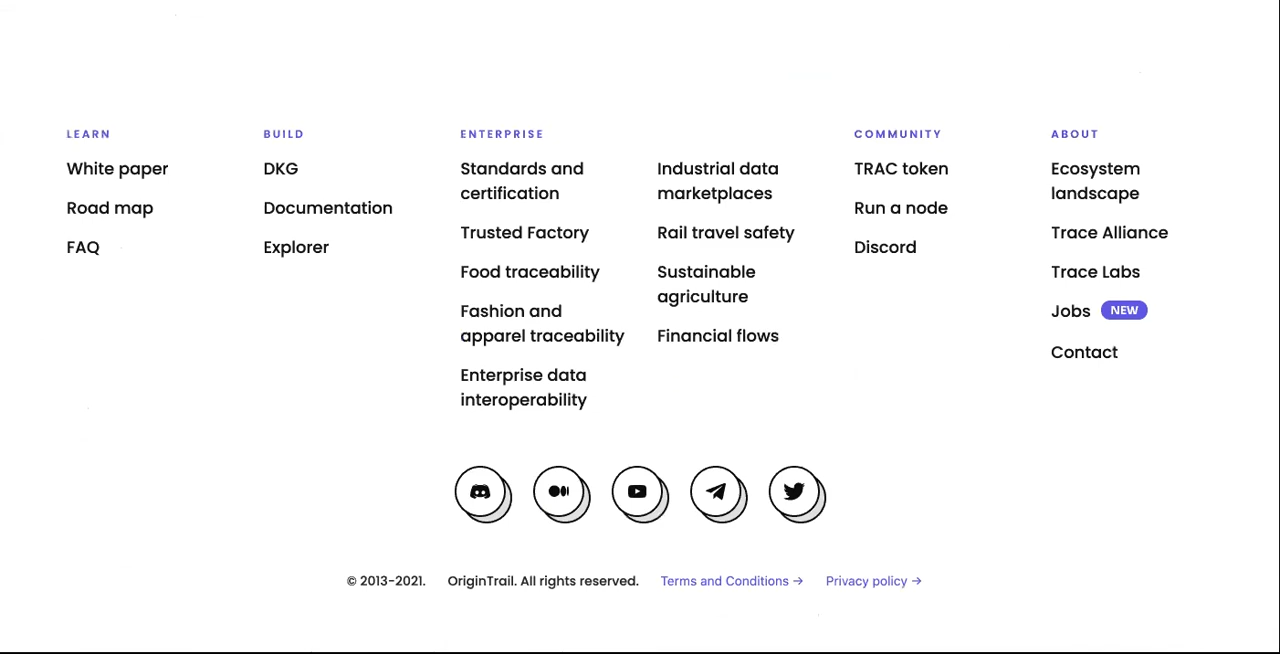 LEARN
White paper
Road map
FAQ
BUILD
DKG
Documentation
Explorer
ENTERPRISE
Standards and
certification
Trusted Factory
Food traceability
Fashion and
apparel traceability
Enterprise data
interoperability
Industrial data
marketplaces
Rail travel safety
Sustainable
agriculture
Financial flows
COMMUNITY
TRAC token
Run a node
Discord
ABOUT
Ecosystem
landscape
Trace Alliance
Trace Labs
Jobs NEW
Contact
© 2013-2021. OriginTrail. All rights reserved. Terms and Conditions → Privacy policy →